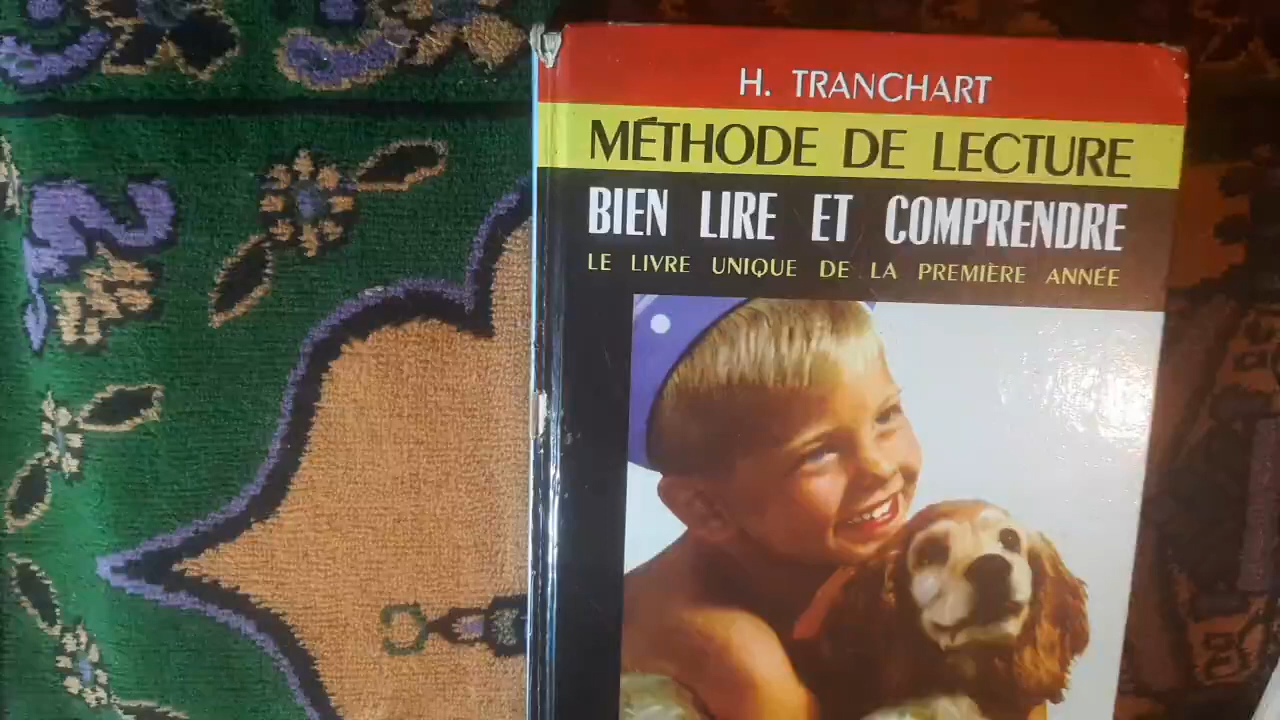 H. TRANCHART
MÉTHODE DE LECTURE
BIEN LIRE ET COMPRENDRE
LE LIVRE UNIQUE DE LA PREMIÈRE ANNÉE